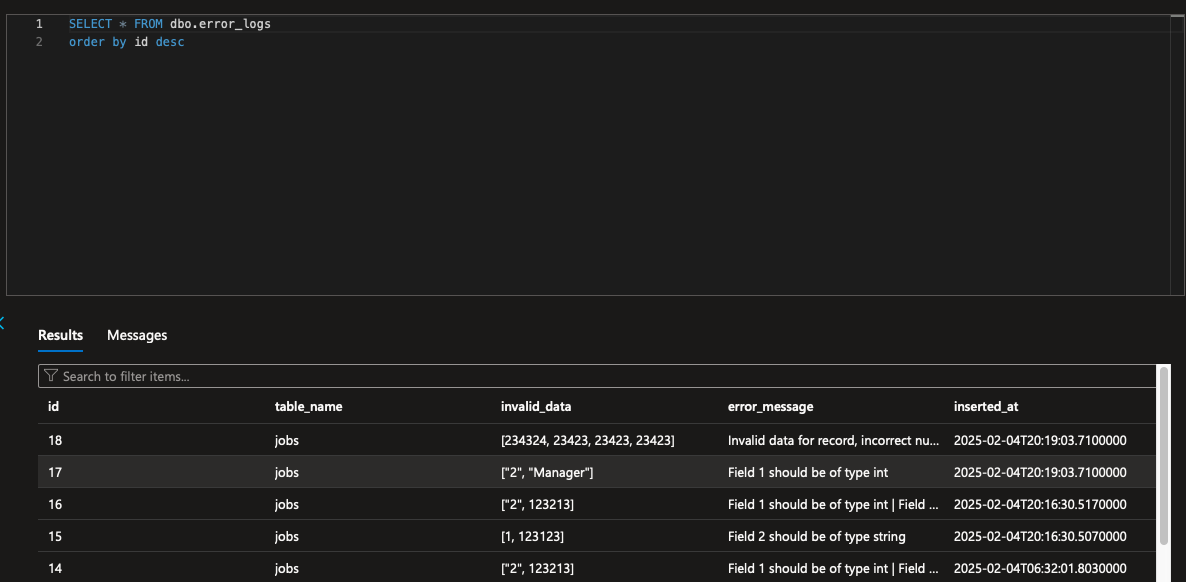 1 SELECT * FROM dbo.error_logs
2 order by id desc
Results Messages
Search to filter items...
id table_name invalid_data error_message inserted_at
18 jobs [234324, 23423, 23423, 23423] Invalid data for record, incorrect nu... 2025-02-04T20:19:03.7100000
17 jobs ["2", "Manager"] Field 1 should be of type int 2025-02-04T20:19:03.7100000
16 jobs ["2", 123213] Field 1 should be of type int | Field ... 2025-02-04T20:16:30.5170000
15 jobs [1, 123123] Field 2 should be of type string 2025-02-04T20:16:30.5070000
14 jobs ["2", 123213] Field 1 should be of type int | Field ... 2025-02-04T06:32:01.8030000